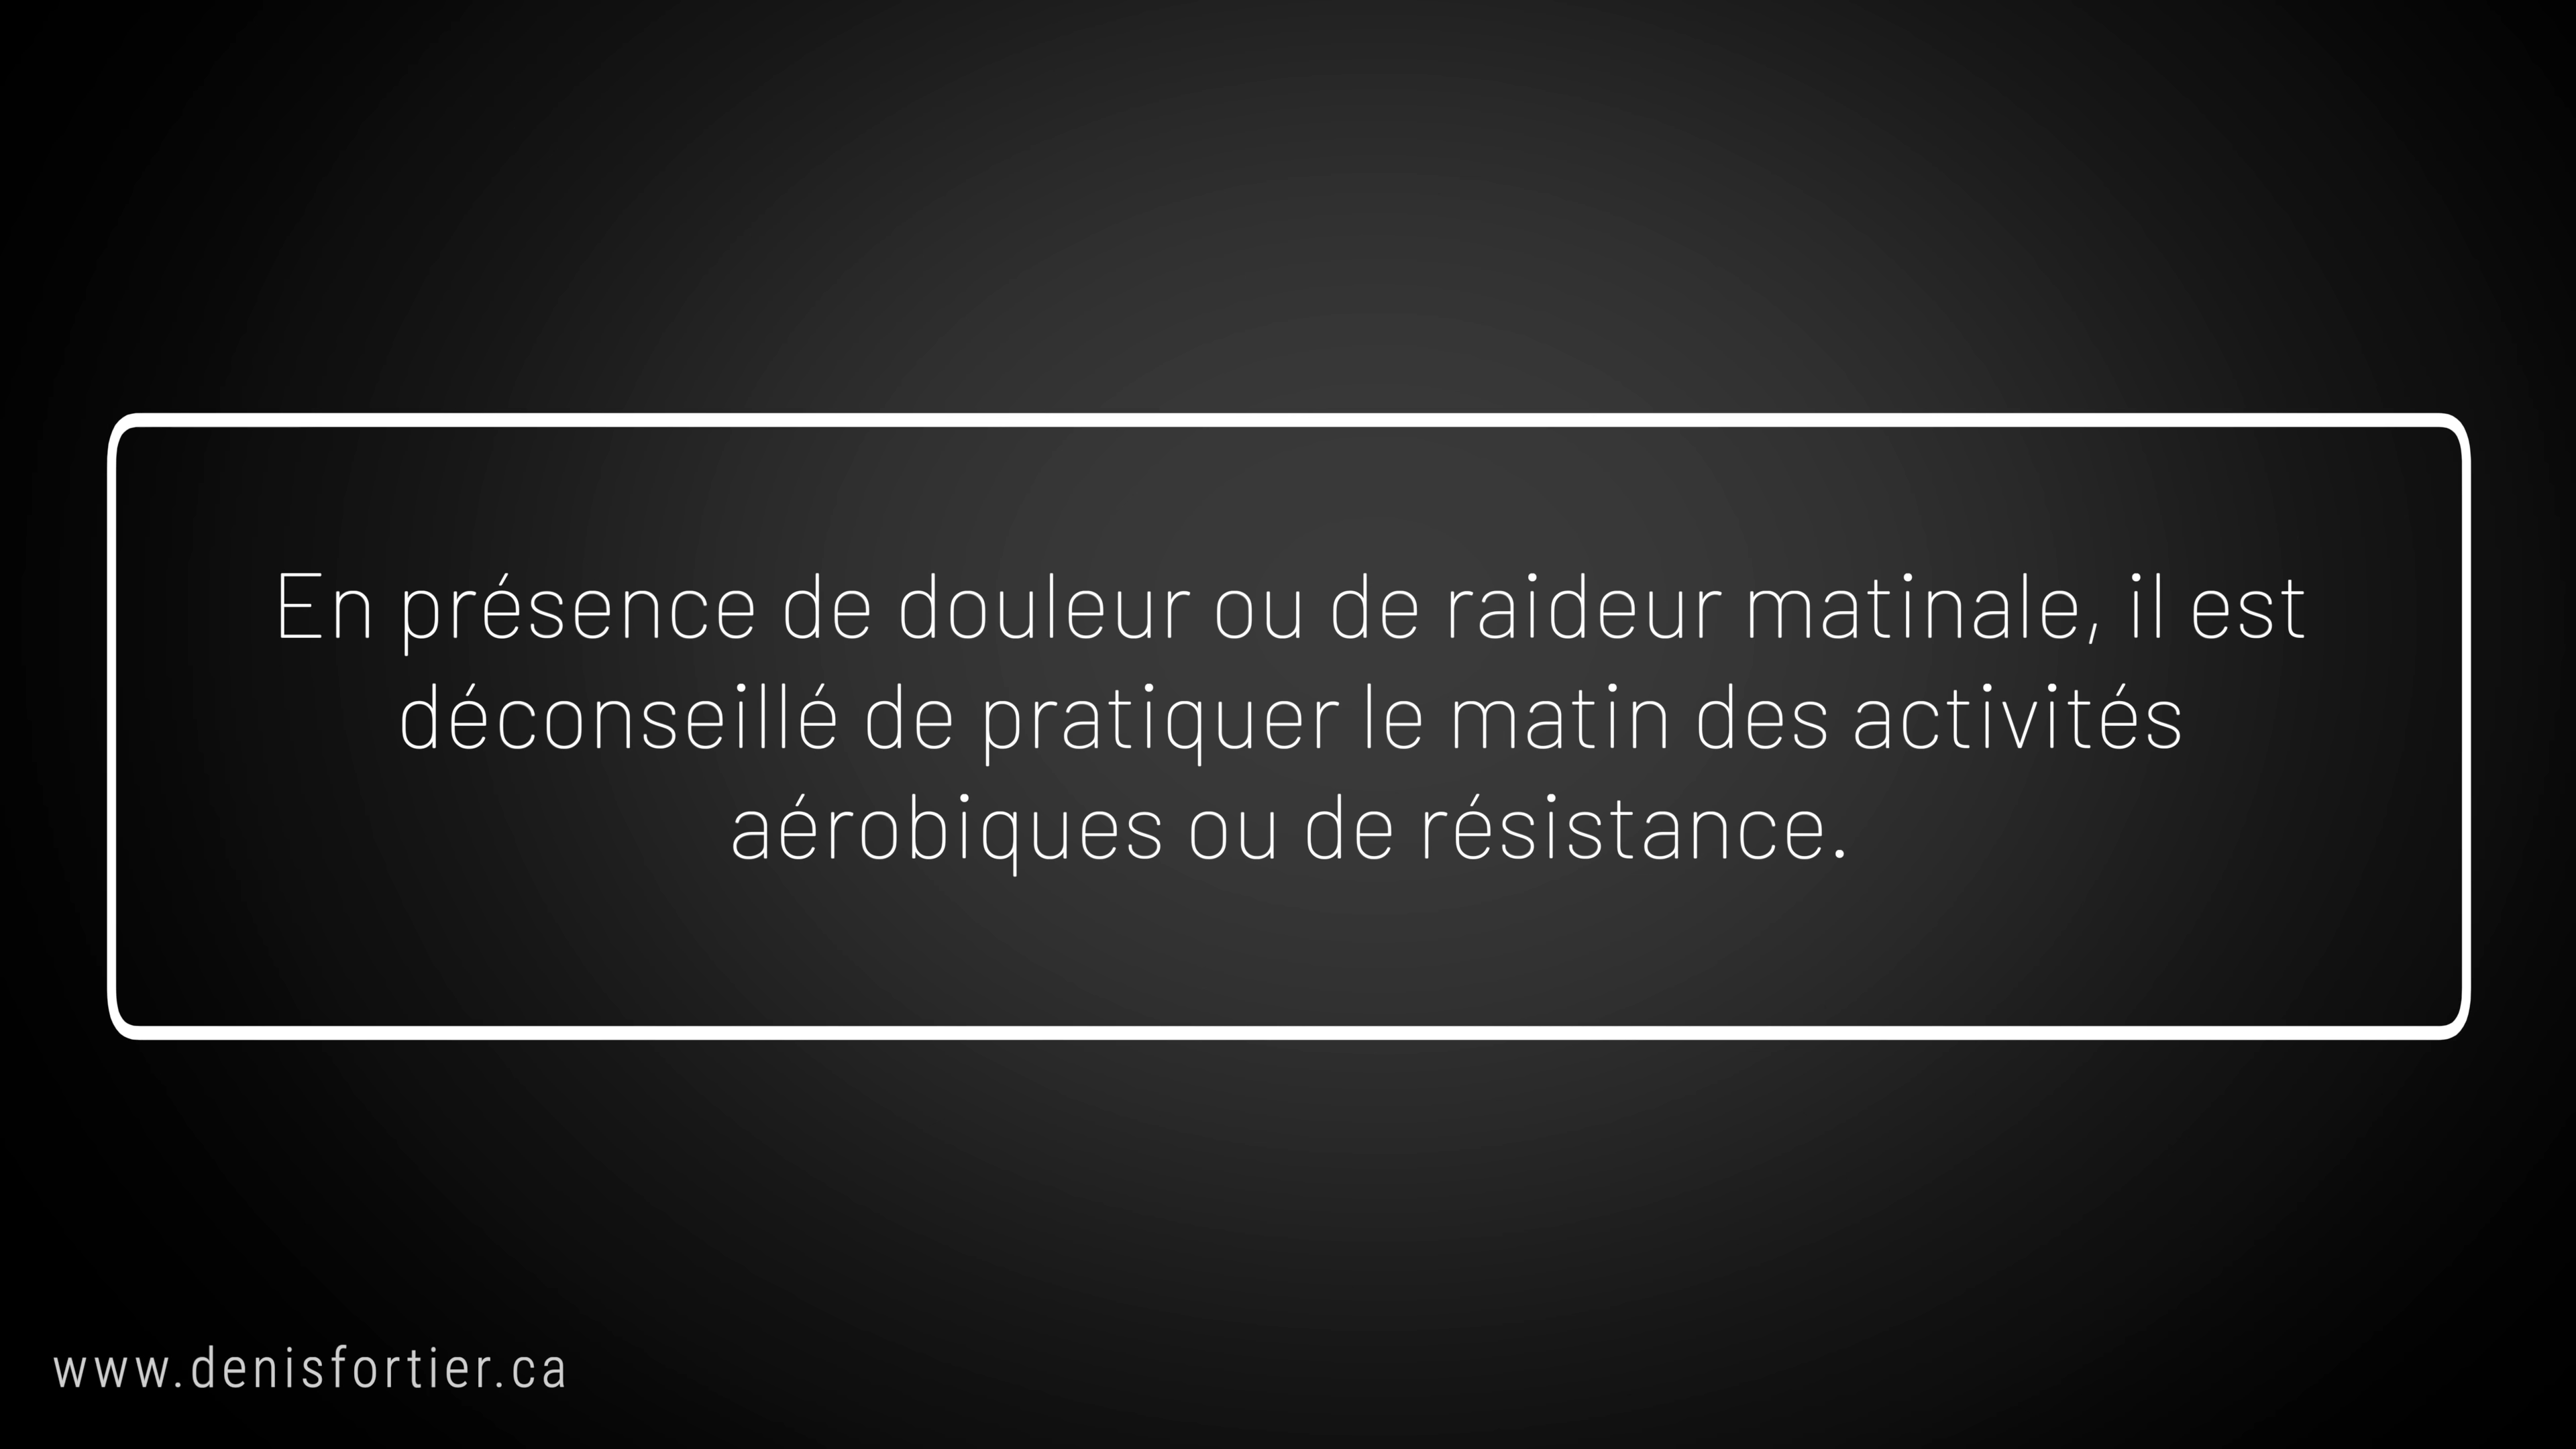 En présence de douleur ou de raideur matinale, il est
déconseillé de pratiquer le matin des activités
aérobiques ou de résistance.
www.denisfortier.ca